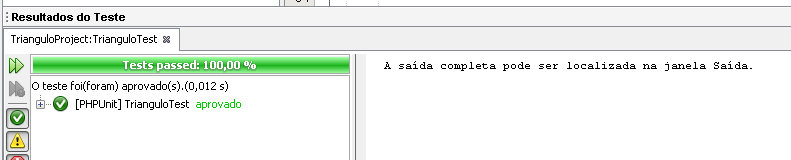 Resultados do Teste
TrianguloProject:TrianguloTest
Tests passed: 100,00 %
O teste foi(foram) aprovado(s).(0,012 s)
[PHPUnit] TrianguloTest aprovado
A saída completa pode ser localizada na janela Saída.